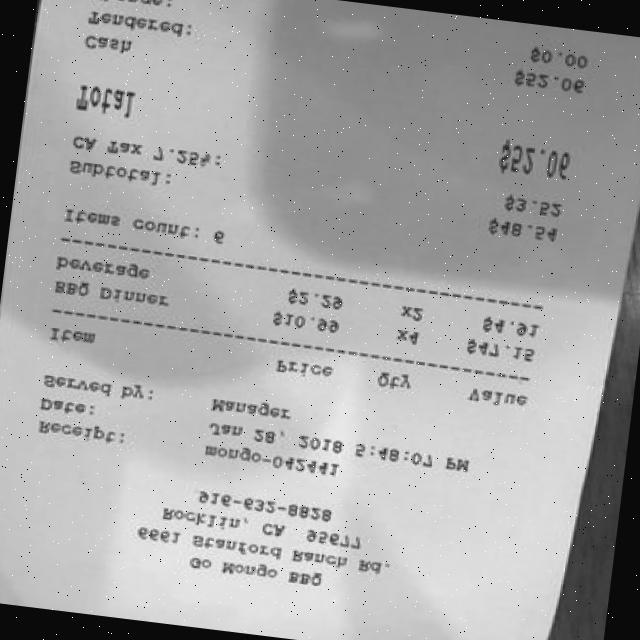 Go Mongo BBQ
6661 Stanford Ranch Rd.
Rocklin, CA 95677
916-632-8828
Receipt: mongo-042441
Date: Jan 28, 2018 5:48:07 PM
Served by: Manager
Item Price Qty Value
BBQ Dinner $10.99 x4 $47.15
beverage $2.29 x2 $4.91
Items count: 6
Subtotal: $48.54
CA Tax 7.25%: $3.52
Total $52.06
Cash
Tendered: $52.06
$0.00